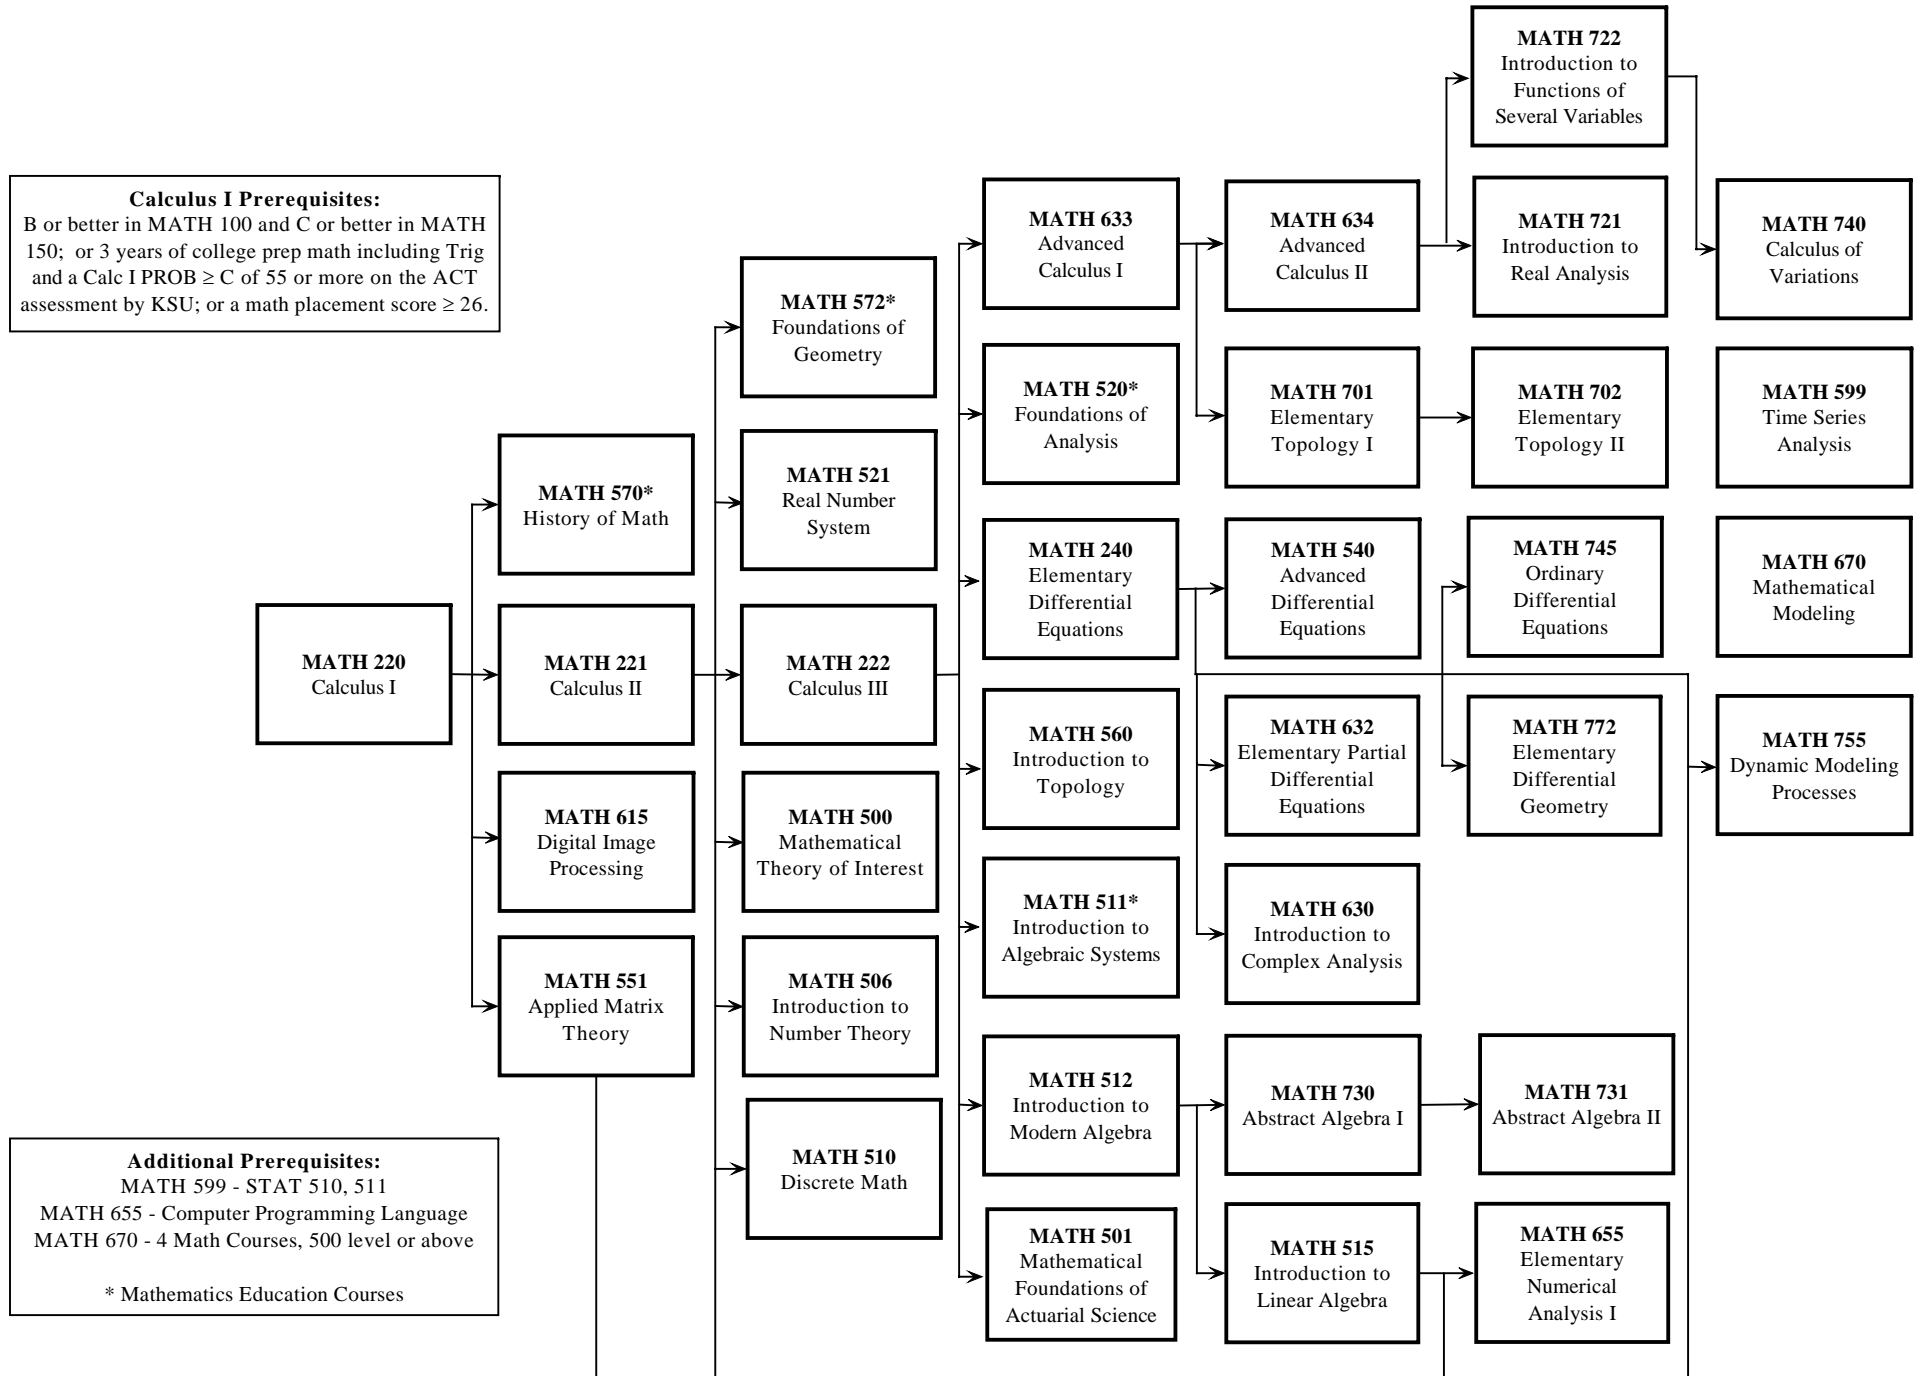 MATH 722
Introduction to
Functions of
Several Variables
Calculus I Prerequisites:
B or better in MATH 100 and C or better in MATH
150; or 3 years of college prep math including Trig
and a Calc I PROB ≥ C of 55 or more on the ACT
assessment by KSU; or a math placement score ≥ 26.
MATH 633
Advanced
Calculus I
MATH 634
Advanced
Calculus II
MATH 721
Introduction to
Real Analysis
MATH 740
Calculus of
Variations
MATH 572*
Foundations of
Geometry
MATH 520*
Foundations of
Analysis
MATH 701
Elementary
Topology I
MATH 702
Elementary
Topology II
MATH 599
Time Series
Analysis
MATH 570*
History of Math
MATH 521
Real Number
System
MATH 240
Elementary
Differential
Equations
MATH 540
Advanced
Differential
Equations
MATH 745
Ordinary
Differential
Equations
MATH 670
Mathematical
Modeling
MATH 220
Calculus I
MATH 221
Calculus II
MATH 222
Calculus III
MATH 560
Introduction to
Topology
MATH 632
Elementary Partial
Differential
Equations
MATH 772
Elementary
Differential
Geometry
MATH 755
Dynamic Modeling
Processes
MATH 615
Digital Image
Processing
MATH 500
Mathematical
Theory of Interest
MATH 511*
Introduction to
Algebraic Systems
MATH 630
Introduction to
Complex Analysis
MATH 551
Applied Matrix
Theory
MATH 506
Introduction to
Number Theory
MATH 512
Introduction to
Modern Algebra
MATH 730
Abstract Algebra I
MATH 731
Abstract Algebra II
Additional Prerequisites:
MATH 599 - STAT 510, 511
MATH 655 - Computer Programming Language
MATH 670 - 4 Math Courses, 500 level or above
* Mathematics Education Courses
MATH 510
Discrete Math
MATH 501
Mathematical
Foundations of
Actuarial Science
MATH 515
Introduction to
Linear Algebra
MATH 655
Elementary
Numerical
Analysis I